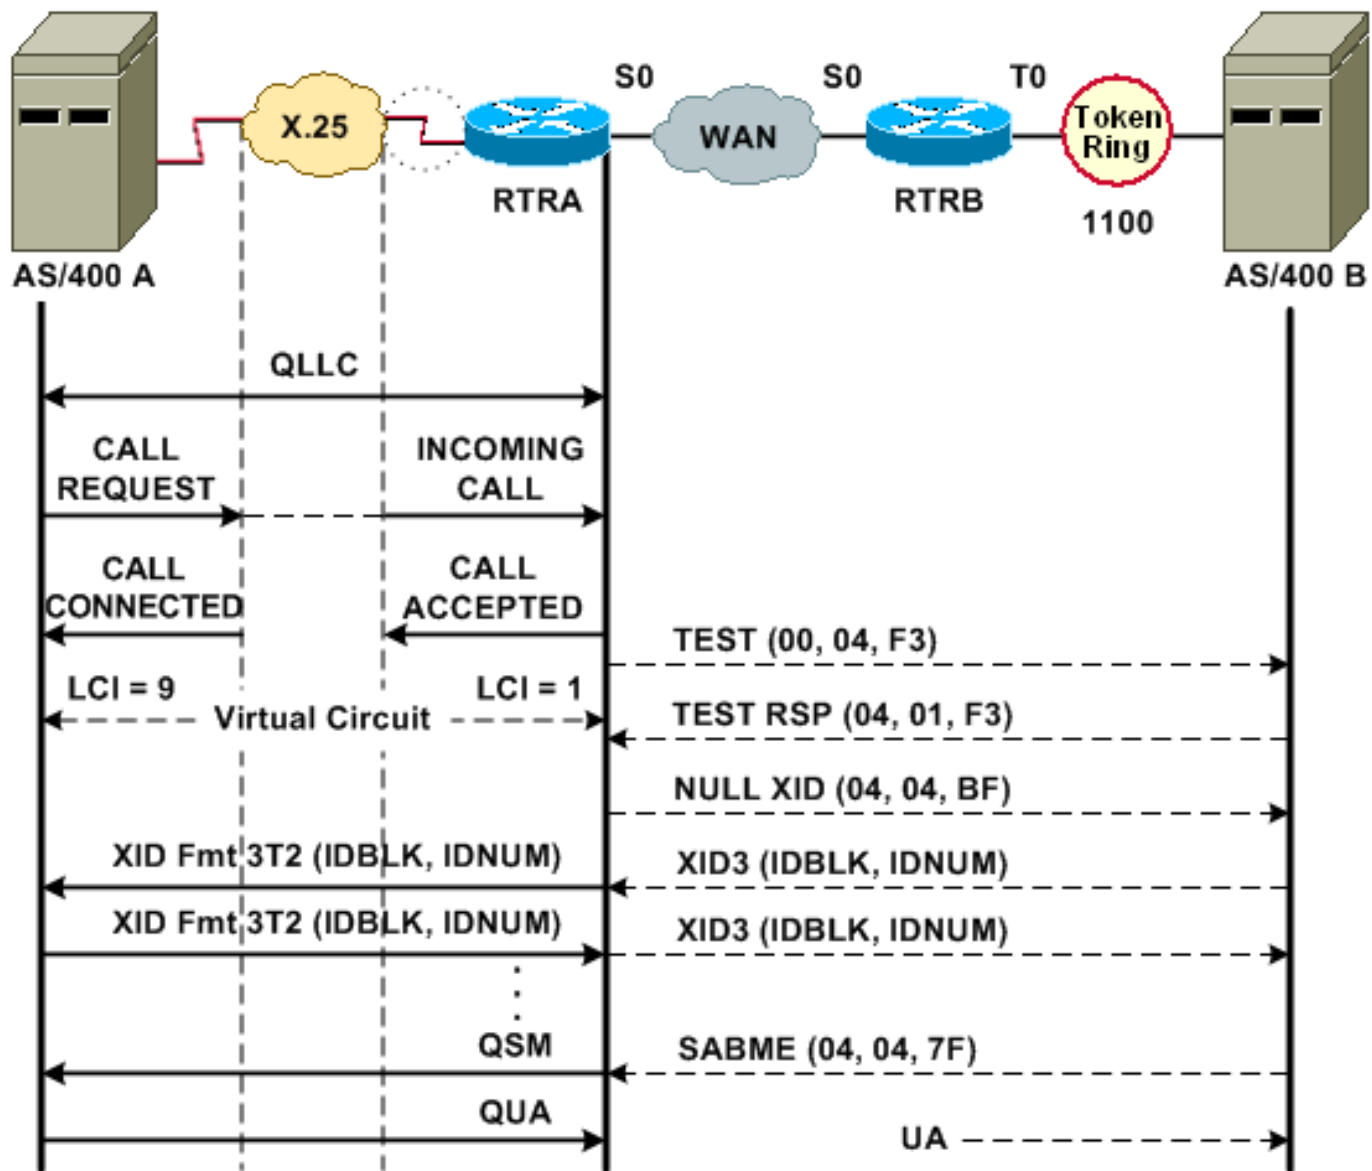 S0
S0
T0
X.25
WAN
Token
Ring
RTRA
RTRB
1100
AS/400 A
AS/400 B
QLLC
CALL
REQUEST
INCOMING
CALL
CALL
CONNECTED
CALL
ACCEPTED
TEST (00, 04, F3)
LCI = 9
LCI = 1
Virtual Circuit
TEST RSP (04, 01, F3)
NULL XID (04, 04, BF)
XID Fmt 3T2 (IDBLK, IDNUM)
XID3 (IDBLK, IDNUM)
XID Fmt 3T2 (IDBLK, IDNUM)
XID3 (IDBLK, IDNUM)
QSM
SABME (04, 04, 7F)
QUA
UA